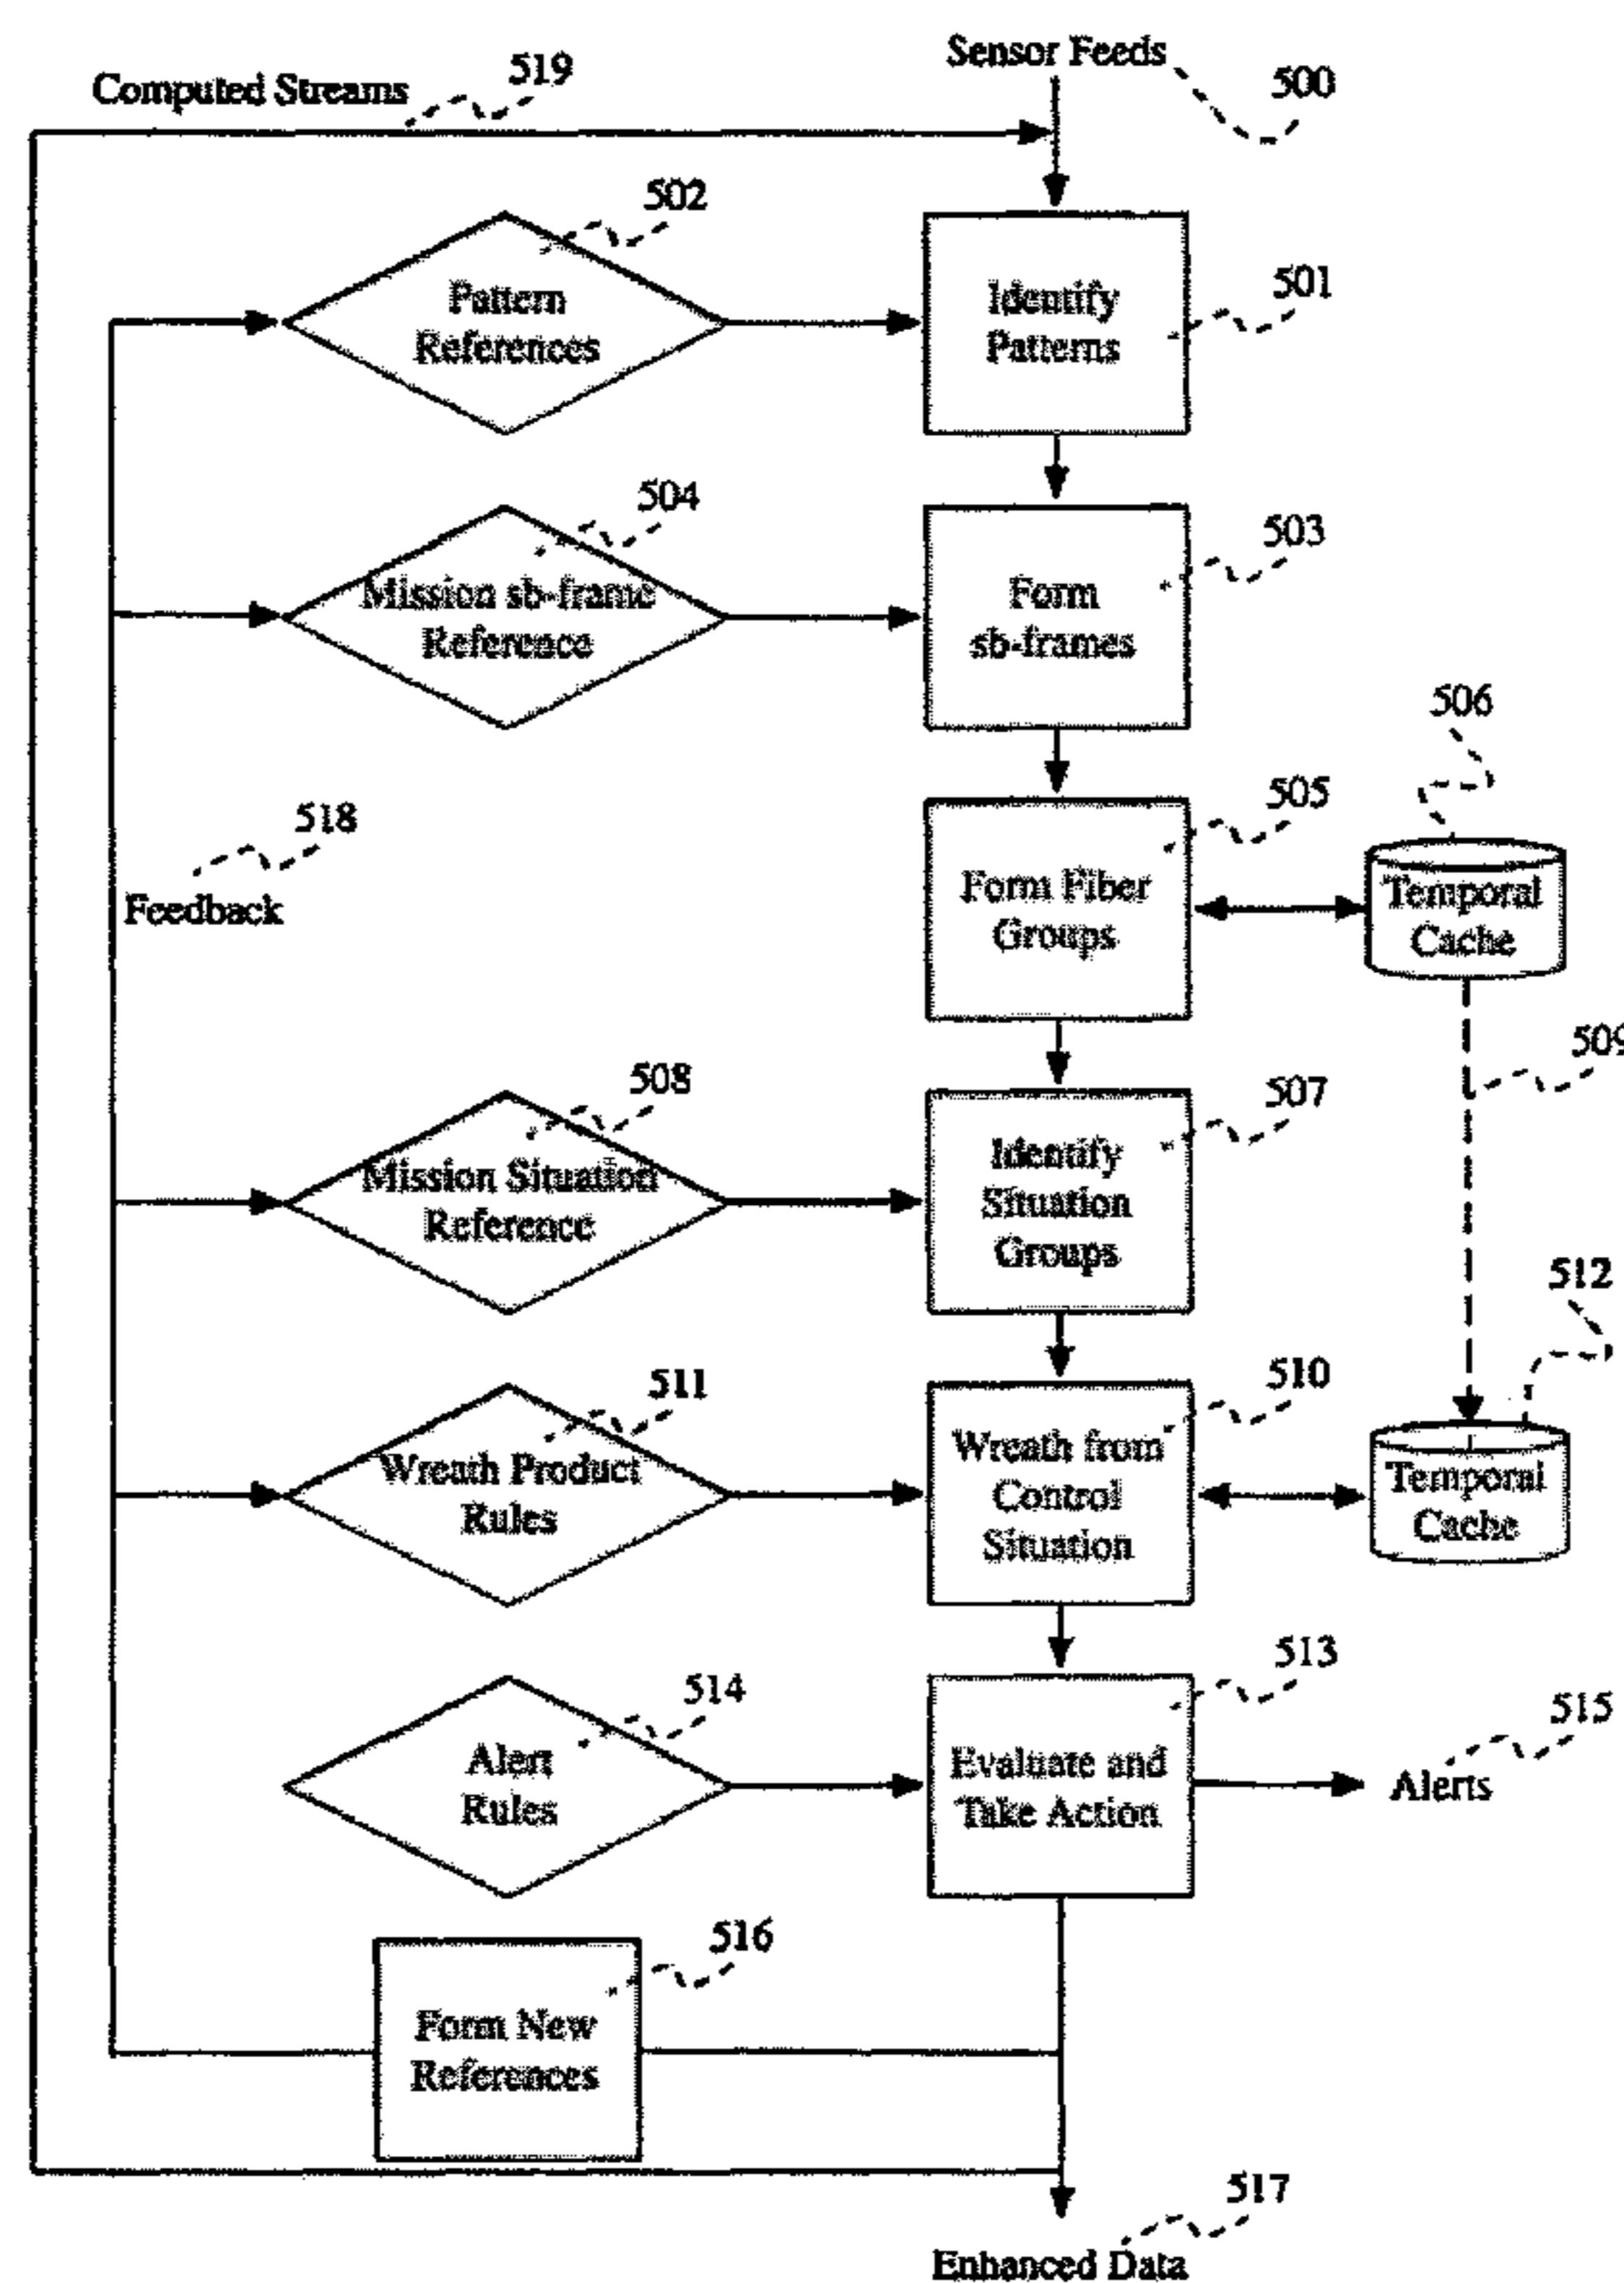 Sensor Feeds
500
Computed Streams
519
502
Pattern
References
Identify
Patterns
501
504
Mission sb-frame
Reference
Form
sb-frames
503
506
505
518
Feedback
Form Fiber
Groups
Temporal
Cache
509
508
Mission Situation
Reference
Identify
Situation
Groups
507
512
511
Wreath Product
Rules
Wreath from
Control
Situation
510
Temporal
Cache
514
Alert
Rules
Evaluate and
Take Action
513
515
Alerts
516
Form New
References
517
Enhanced Data